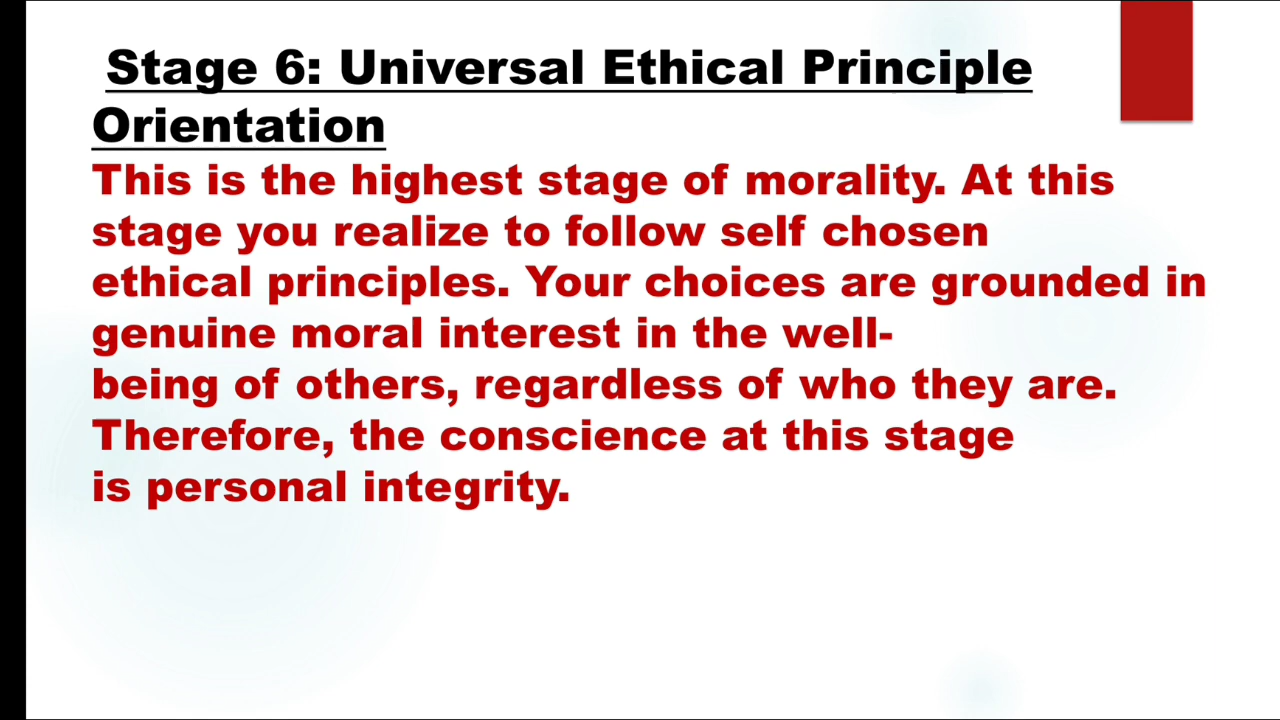 Stage 6: Universal Ethical Principle
Orientation
This is the highest stage of morality. At this
stage you realize to follow self chosen
ethical principles. Your choices are grounded in
genuine moral interest in the well-
being of others, regardless of who they are.
Therefore, the conscience at this stage
is personal integrity.